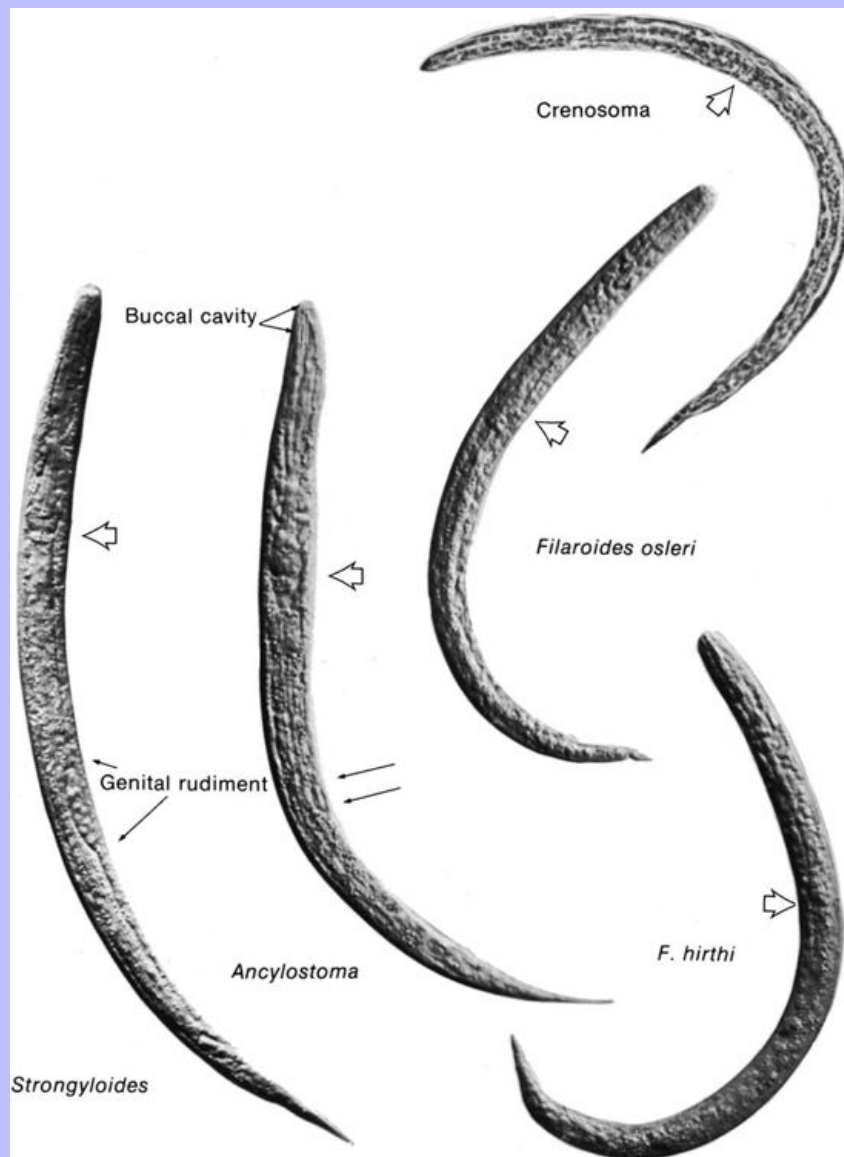 Crenosoma
Buccal cavity
Filaroides osleri
Genital rudiment
F. hirthi
Ancylostoma
Strongyloides